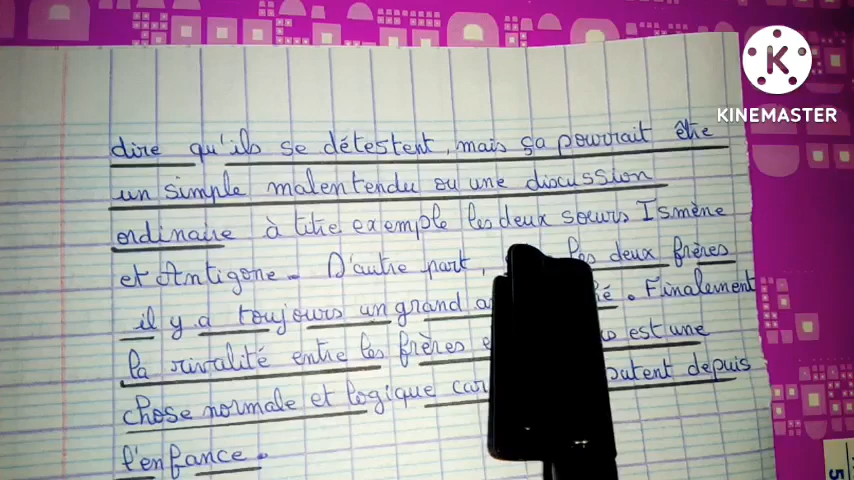 KINEMASTER
dire qu'ils se détestent, mais ça pourrait être
un simple malentendu ou une discussion
ordinaire à titre exemple les deux sœurs Ismène
et Antigone. D'autre part, les deux frères
il y a toujours un grand . Finalement
la rivalité entre les frères est une
chose normale et logique car depuis
l'enfance.
5